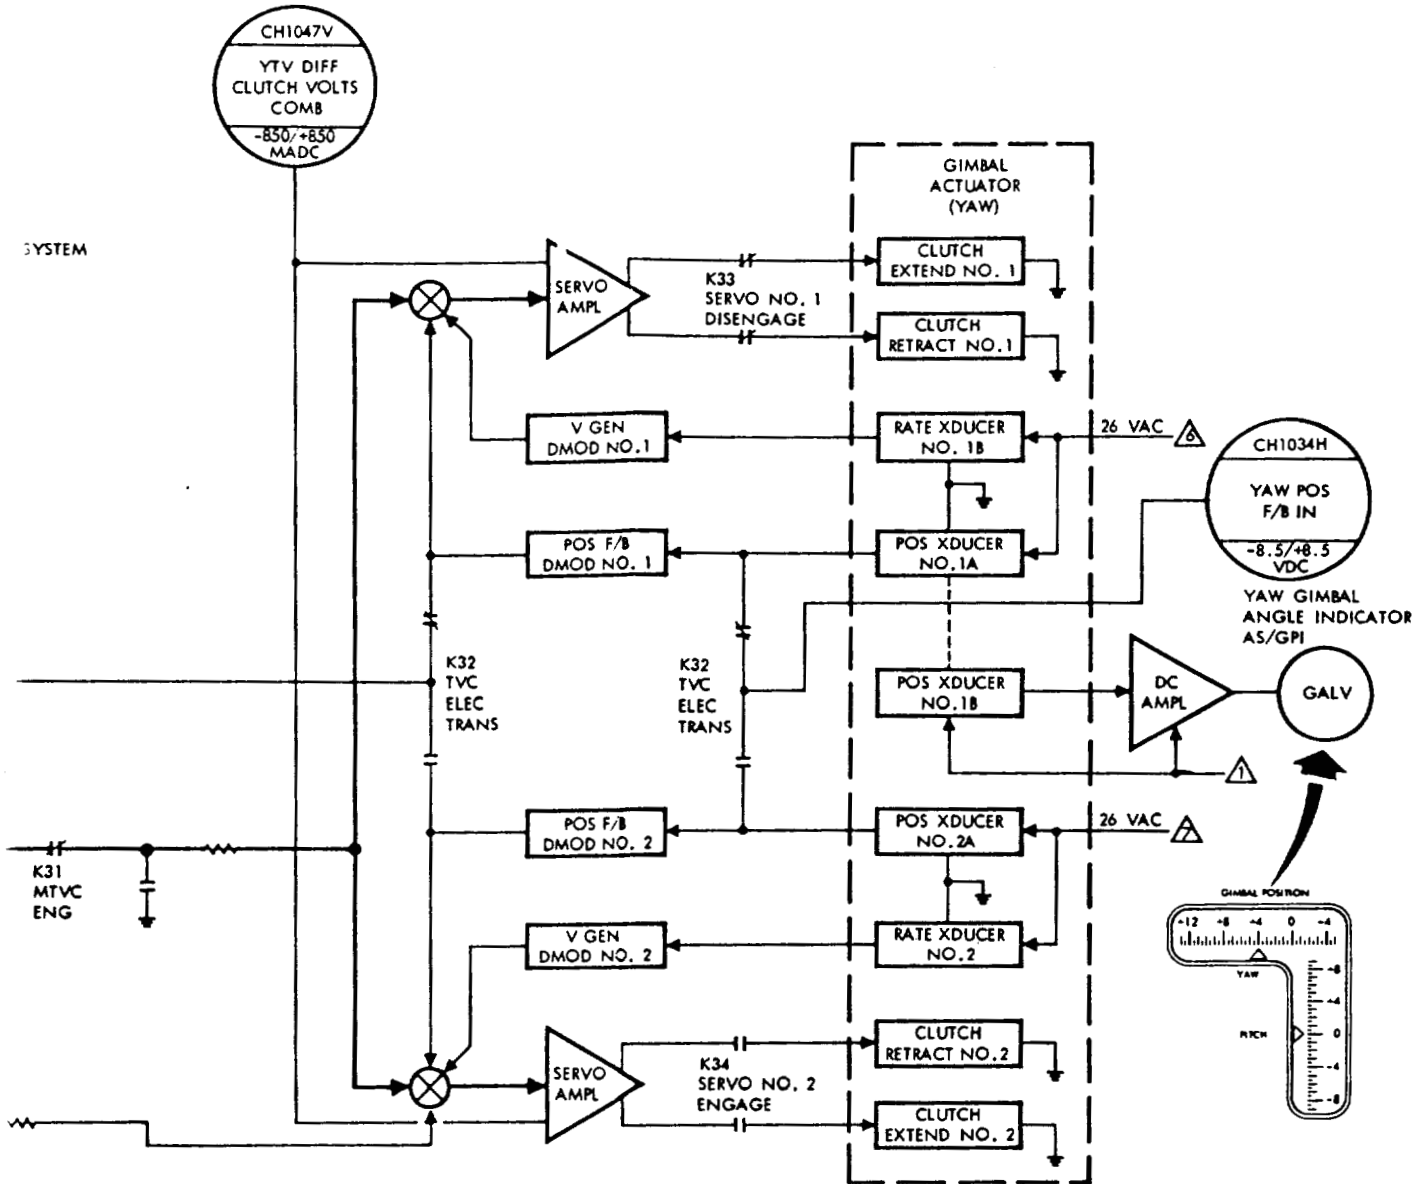 CH1047V
YTV DIFF
CLUTCH VOLTS
COMB
-850/+850
MADC
GIMBAL
ACTUATOR
(YAW)
SYSTEM
SERVO
AMPL
K33
SERVO NO. 1
DISENGAGE
CLUTCH
EXTEND NO. 1
CLUTCH
RETRACT NO.1
V GEN
DMOD NO.1
RATE XDUCER
NO. 1B
26 VAC
6
CH1034H
YAW POS
F/B IN
-8.5/+8.5
VDC
POS F/B
DMOD NO. 1
POS XDUCER
NO.1A
YAW GIMBAL
ANGLE INDICATOR
AS/GPI
K32
TVC
ELEC
TRANS
K32
TVC
ELEC
TRANS
POS XDUCER
NO.1B
DC
AMPL
GALV
1
POS F/B
DMOD NO. 2
POS XDUCER
NO.2A
26 VAC
7
K31
MTVC
ENG
V GEN
DMOD NO. 2
RATE XDUCER
NO.2
SERVO
AMPL
K34
SERVO NO. 2
ENGAGE
CLUTCH
RETRACT NO.2
CLUTCH
EXTEND NO. 2
GIMBAL POSITION
+12 +8 +4 0 -4
YAW
+8
+4
PITCH 0
-4
-8